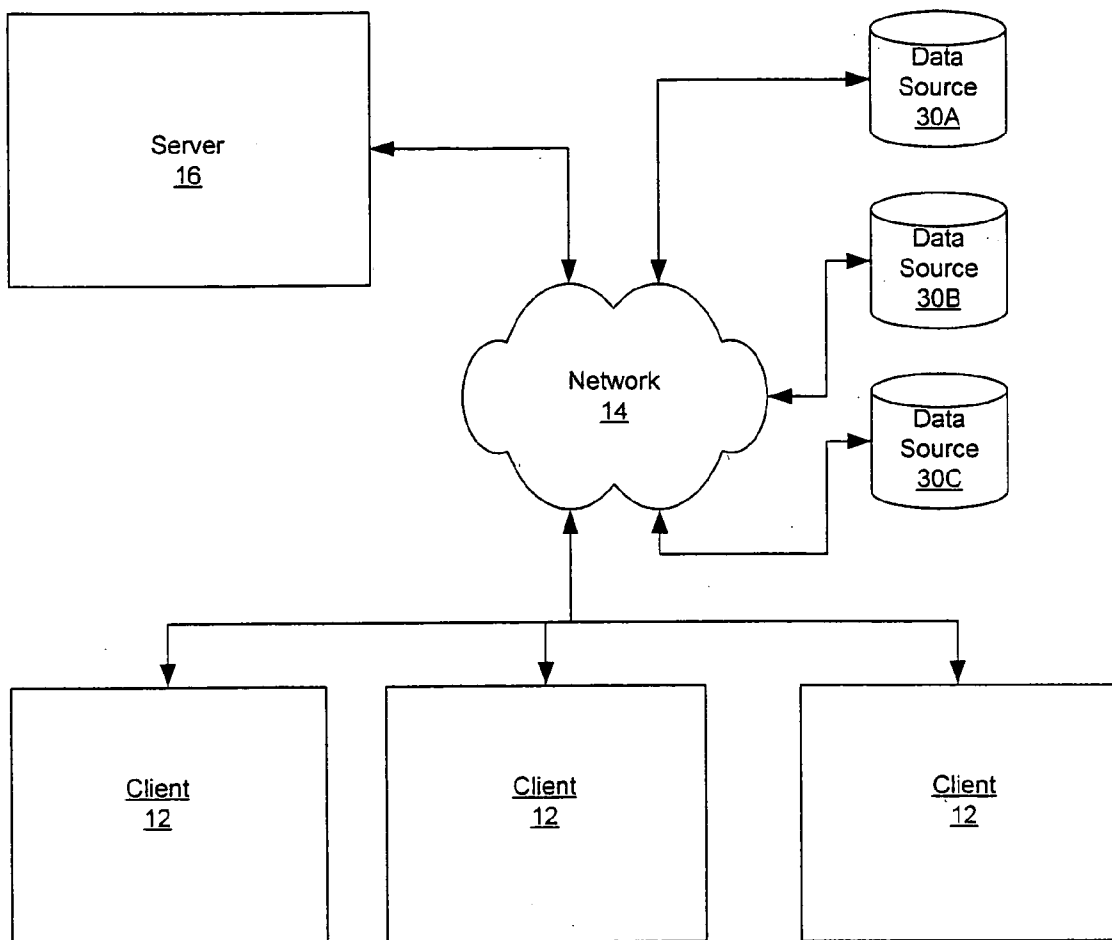 Server
16
Data
Source
30A
Data
Source
30B
Network
14
Data
Source
30C
Client
12
Client
12
Client
12